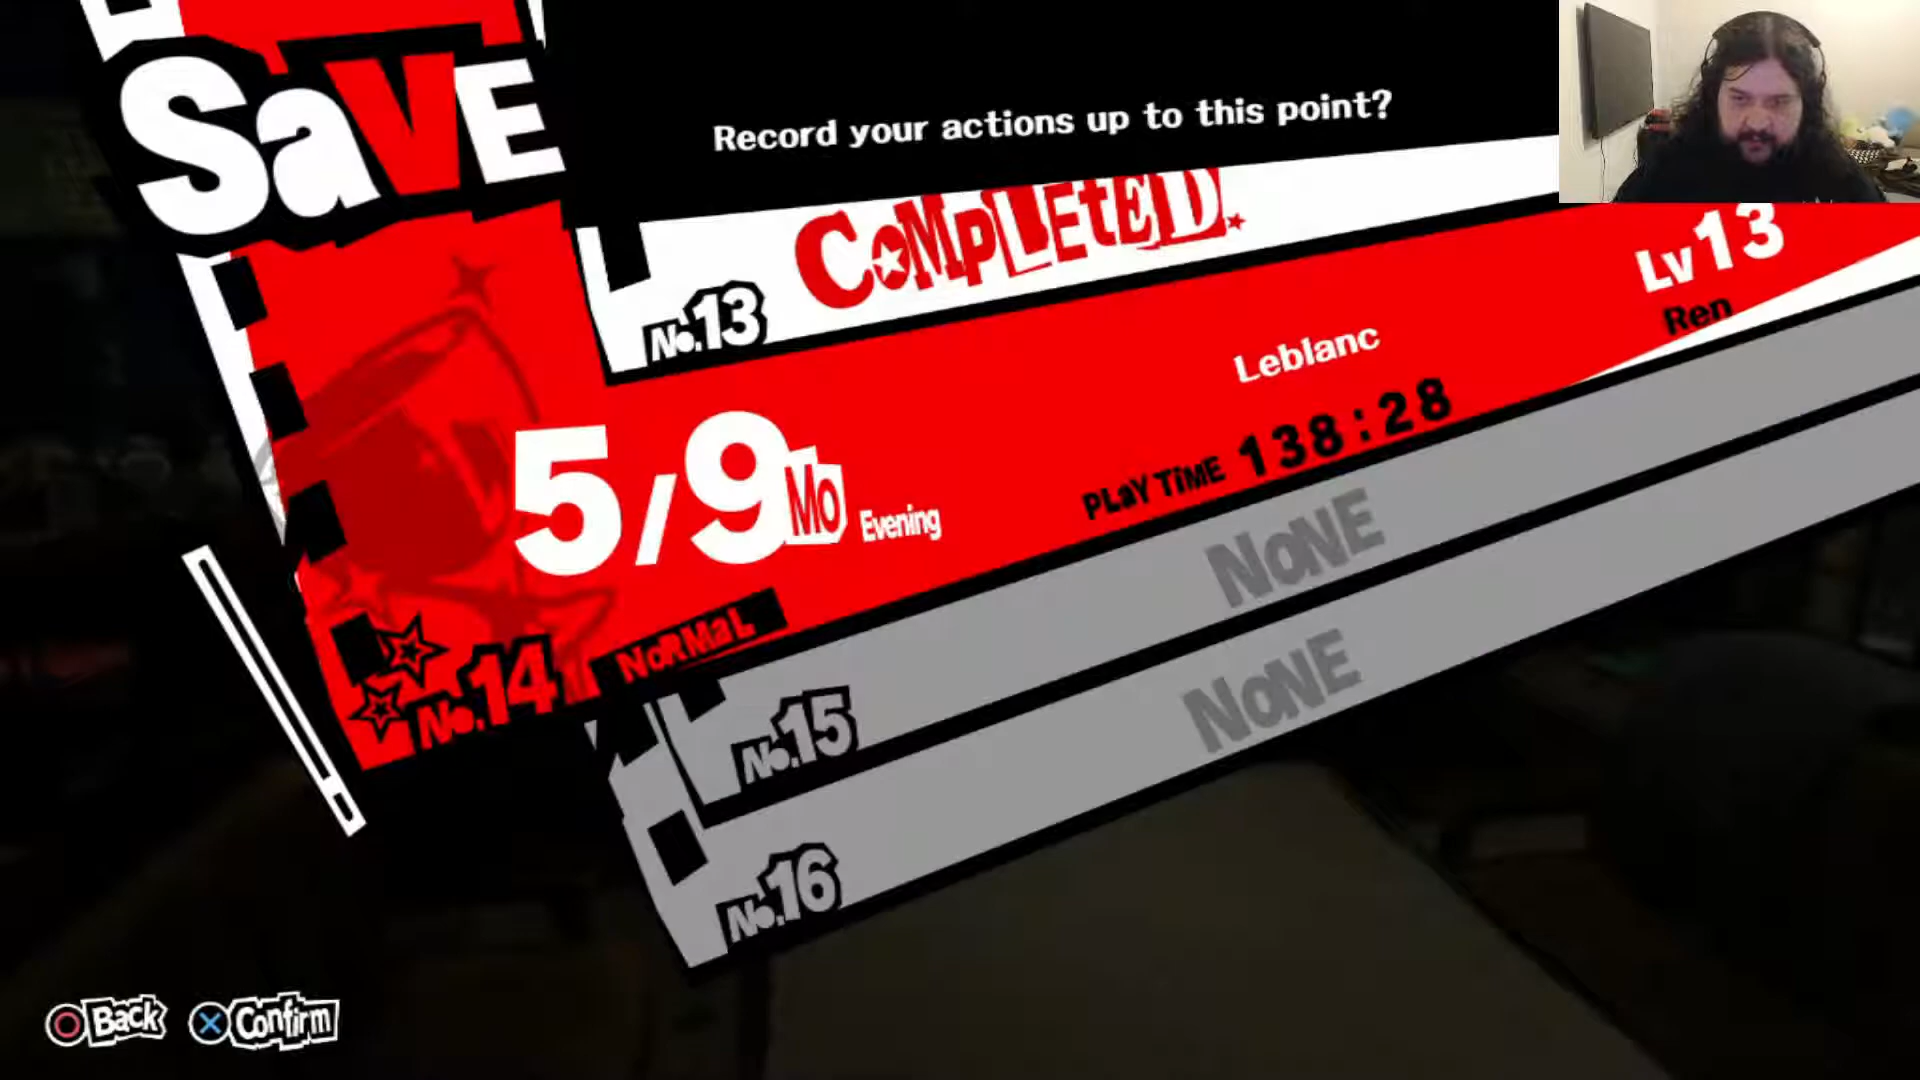 SaVE
Record your actions up to this point?
No.13
CoMPLEtED.
Lv13
Ren
Leblanc
5/9 Mo Evening
PLaY TiME 138:28
No.14
NoRMaL
No.15
NoNE
No.16
NoNE
Back
Confirm